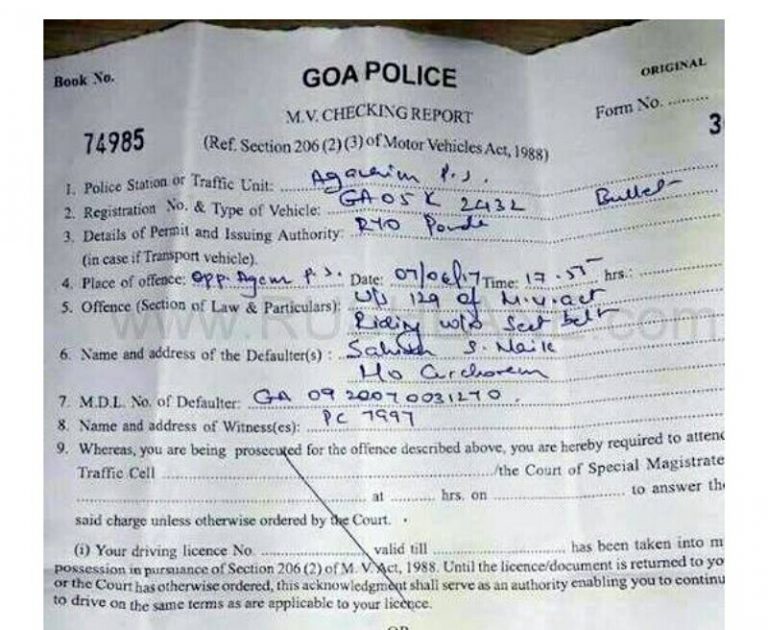 Book No.
GOA POLICE
ORIGINAL
M.V. CHECKING REPORT
Form No. .........
74985
3
(Ref. Section 206 (2) (3) of Motor Vehicles Act, 1988)
1. Police Station or Traffic Unit: Agacaim P.S.
2. Registration No. & Type of Vehicle: GA05K 2432 Bullet
3. Details of Permit and Issuing Authority: RTO Ponda
(in case if Transport vehicle).
4. Place of offence: Opp. Agcm P.S. Date: 07/06/17 Time: 17.55 hrs.:
5. Offence (Section of Law & Particulars): U/s 129 of M.V.act
Riding w/o Seat belt
6. Name and address of the Defaulter(s) : S. Naik
7. M.D.L. No. of Defaulter: GA 09 20070031270.
8. Name and address of Witness(es): PC 7997
9. Whereas, you are being prosecuted for the offence described above, you are hereby required to attend
Traffic Cell ........................ /the Court of Special Magistrate
........................ at .......... hrs. on ........................ to answer the
said charge unless otherwise ordered by the Court.
(i) Your driving licence No. .................... valid till .................... has been taken into m
possession in pursuance of Section 206 (2) of M. V. Act, 1988. Until the licence/document is returned to yo
or the Court has otherwise ordered, this acknowledgment shall serve as an authority enabling you to continu
to drive on the same terms as are applicable to your licence.
OR